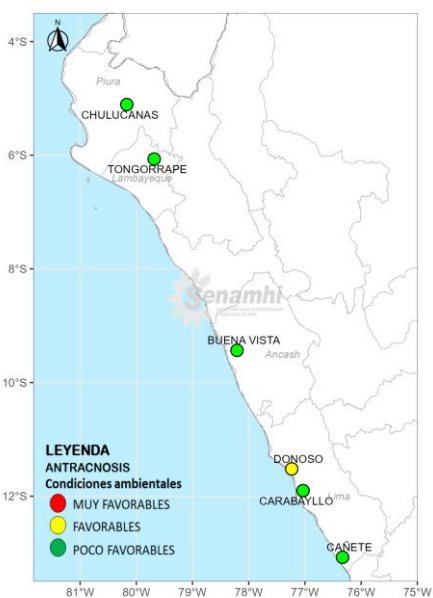 N
4°S
Piura
CHULUCANAS
6°S
TONGORRAPE
Lambayeque
8°S
Senamhi
BUENA VISTA
Ancash
10°S
LEYENDA
ANTRACNOSIS
Condiciones ambientales
MUY FAVORABLES
FAVORABLES
POCO FAVORABLES
DONOSO
12°S
CARABAYLLO
Lima
CAÑETE
81°W
80°W
79°W
78°W
77°W
76°W
75°W